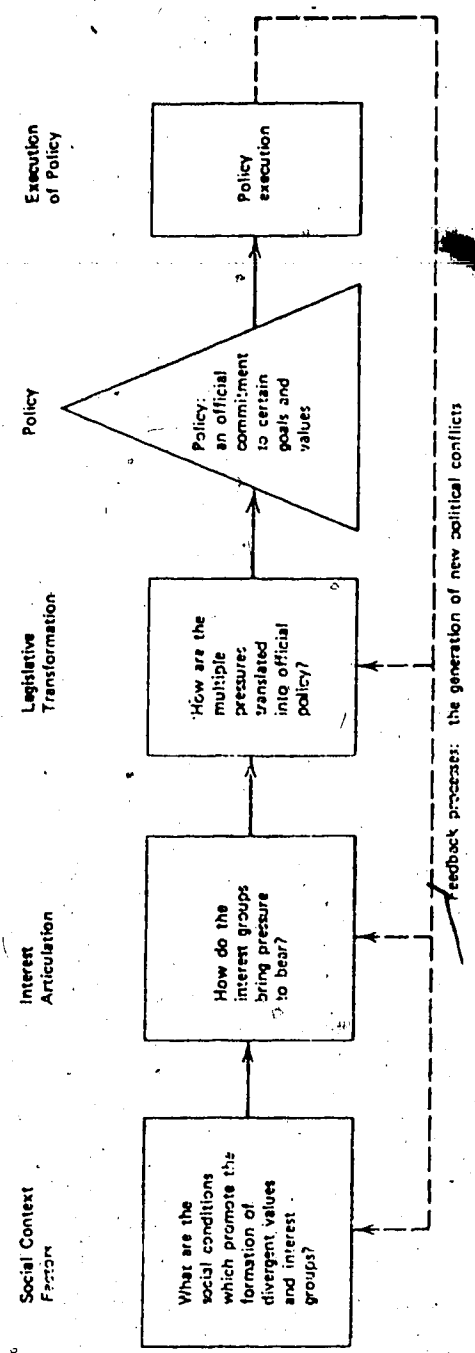 Social Context
Factors
Interest
Articulation
Legislative
Transformation
Policy
Execution
of Policy
What are the
social conditions
which promote the
formation of
divergent values
and interest
groups?
How do the
interest groups
bring pressure
to bear?
How are the
multiple
pressures
translated
into official
policy?
Policy:
an official
commitment
to certain
goals and
values
Policy
execution
Feedback processes: the generation of new political conflicts